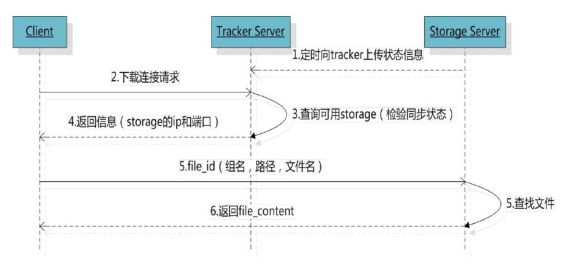 Client
Tracker Server
Storage Server
1.定时向tracker上传状态信息
2.下载连接请求
3.查询可用storage（检验同步状态）
4.返回信息（storage的ip和端口）
5.file_id（组名，路径，文件名）
5.查找文件
6.返回file_content